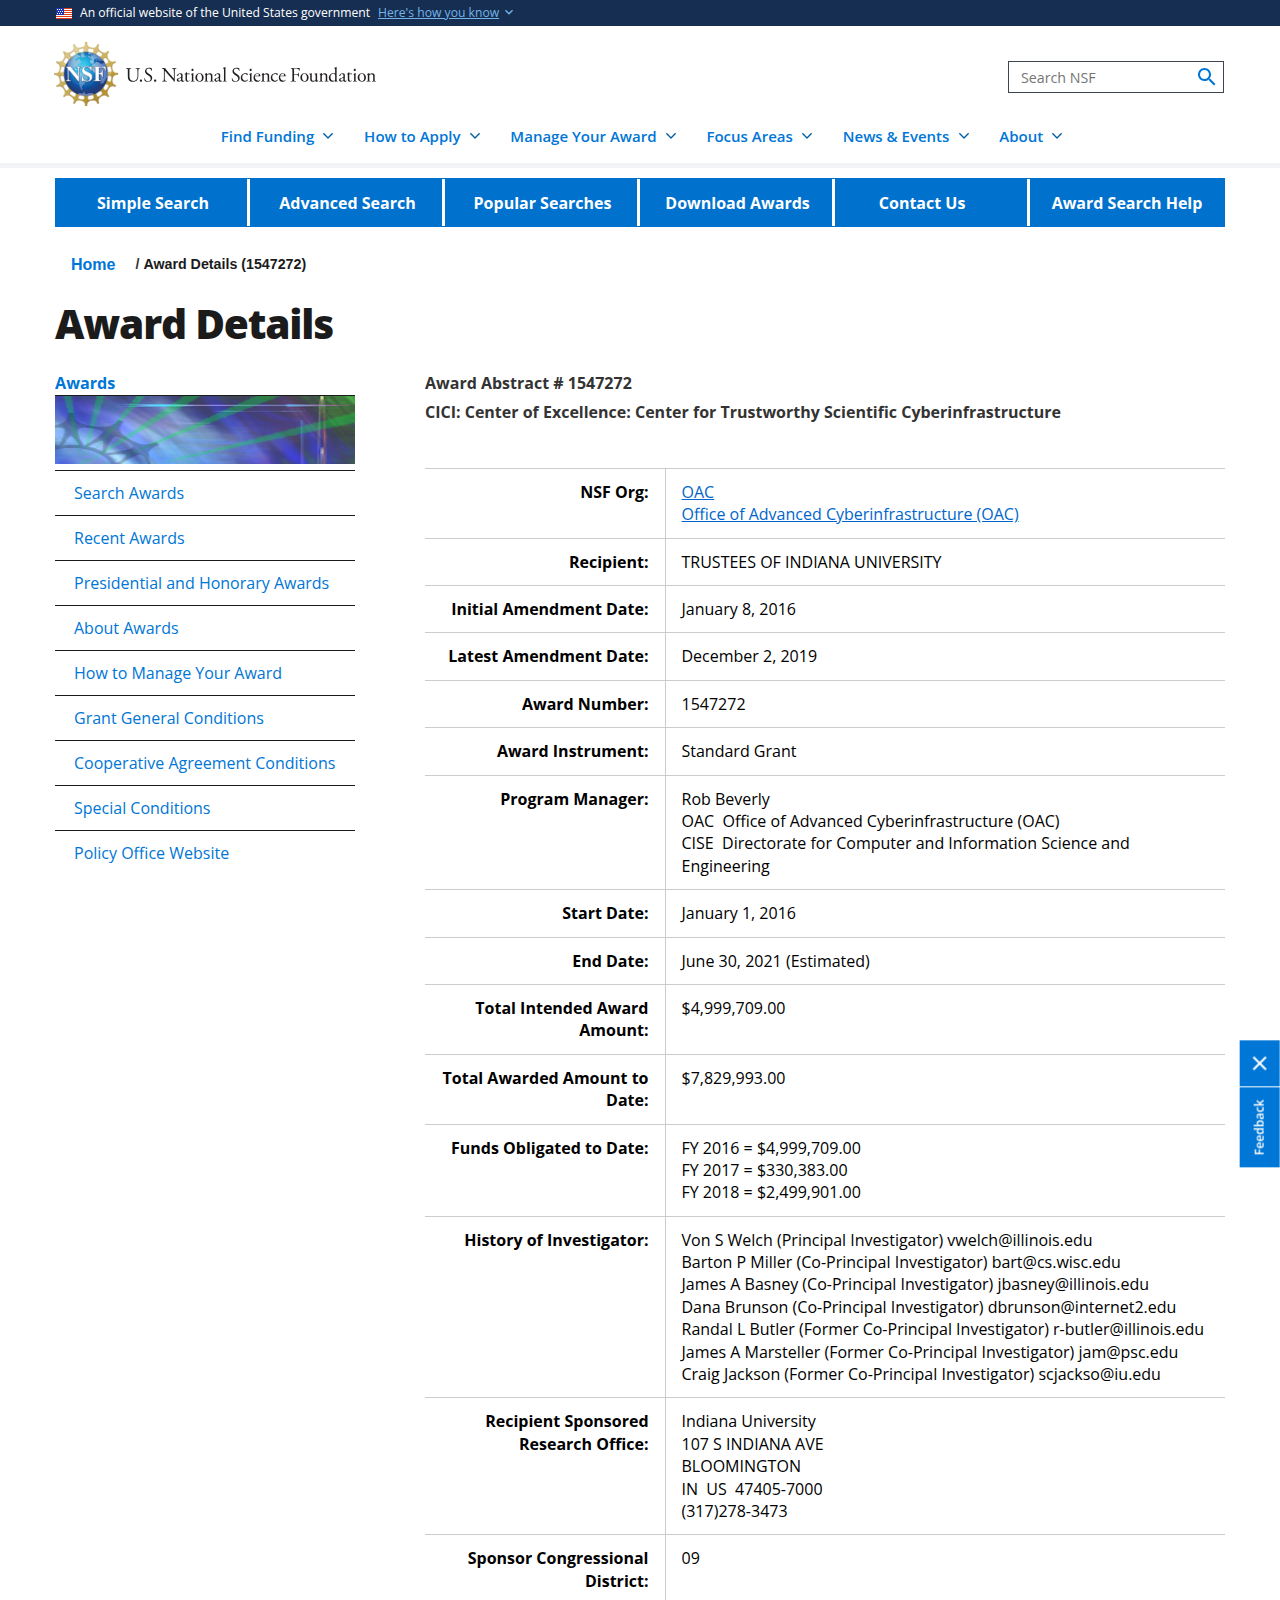 An official website of the United States government Here's how you know
NSF U.S. National Science Foundation
Search NSF
Find Funding How to Apply Manage Your Award Focus Areas News & Events About
Simple Search Advanced Search Popular Searches Download Awards Contact Us Award Search Help
Home / Award Details (1547272)
Award Details
Awards
Search Awards
Recent Awards
Presidential and Honorary Awards
About Awards
How to Manage Your Award
Grant General Conditions
Cooperative Agreement Conditions
Special Conditions
Policy Office Website
Award Abstract # 1547272
CICI: Center of Excellence: Center for Trustworthy Scientific Cyberinfrastructure
NSF Org: OAC
Office of Advanced Cyberinfrastructure (OAC)
Recipient: TRUSTEES OF INDIANA UNIVERSITY
Initial Amendment Date: January 8, 2016
Latest Amendment Date: December 2, 2019
Award Number: 1547272
Award Instrument: Standard Grant
Program Manager: Rob Beverly
OAC Office of Advanced Cyberinfrastructure (OAC)
CISE Directorate for Computer and Information Science and
Engineering
Start Date: January 1, 2016
End Date: June 30, 2021 (Estimated)
Total Intended Award $4,999,709.00
Amount:
Total Awarded Amount to $7,829,993.00
Date:
Funds Obligated to Date: FY 2016 = $4,999,709.00
FY 2017 = $330,383.00
FY 2018 = $2,499,901.00
History of Investigator: Von S Welch (Principal Investigator) vwelch@illinois.edu
Barton P Miller (Co-Principal Investigator) bart@cs.wisc.edu
James A Basney (Co-Principal Investigator) jbasney@illinois.edu
Dana Brunson (Co-Principal Investigator) dbrunson@internet2.edu
Randal L Butler (Former Co-Principal Investigator) r-butler@illinois.edu
James A Marsteller (Former Co-Principal Investigator) jam@psc.edu
Craig Jackson (Former Co-Principal Investigator) scjackso@iu.edu
Recipient Sponsored Indiana University
Research Office: 107 S INDIANA AVE
BLOOMINGTON
IN US 47405-7000
(317)278-3473
Sponsor Congressional 09
District:
Feedback